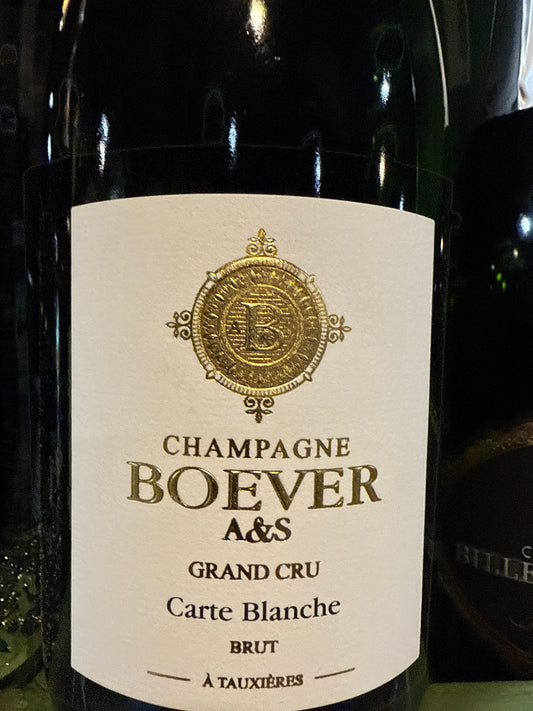 B
CHAMPAGNE
BOEVER
A&S
GRAND CRU
Carte Blanche
BRUT
À TAUXIÈRES